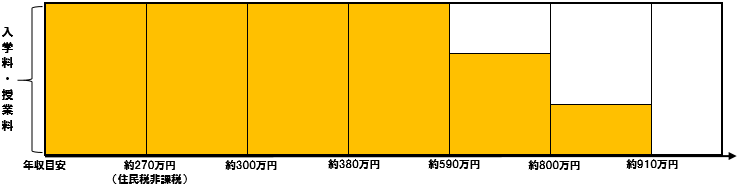 入学料・授業料
年収目安
約270万円
（住民税非課税）
約300万円
約380万円
約590万円
約800万円
約910万円